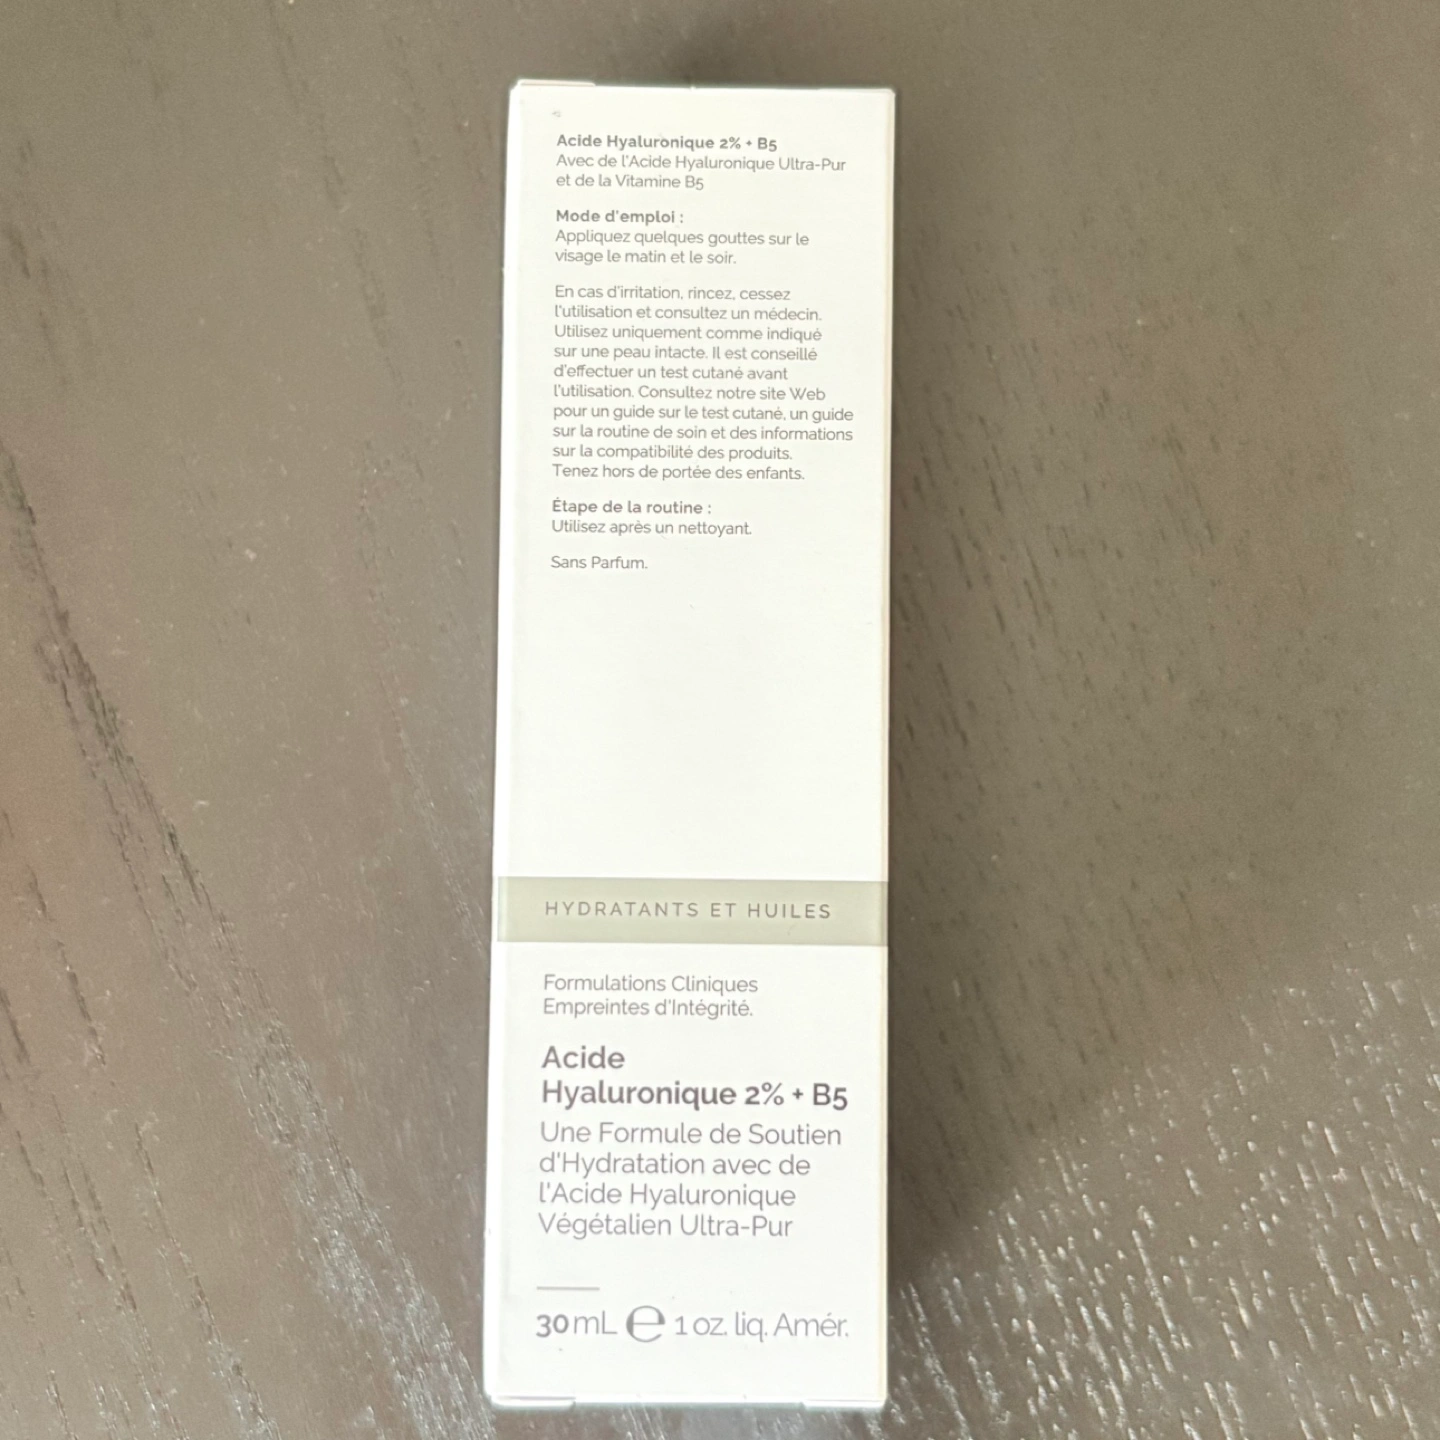 Acide Hyaluronique 2% + B5
Avec de l'Acide Hyaluronique Ultra-Pur
et de la Vitamine B5
Mode d'emploi :
Appliquez quelques gouttes sur le
visage le matin et le soir.
En cas d'irritation, rincez, cessez
l'utilisation et consultez un médecin.
Utilisez uniquement comme indiqué
sur une peau intacte. Il est conseillé
d'effectuer un test cutané avant
l'utilisation. Consultez notre site Web
pour un guide sur le test cutané, un guide
sur la routine de soin et des informations
sur la compatibilité des produits.
Tenez hors de portée des enfants.
Étape de la routine :
Utilisez après un nettoyant.
Sans Parfum.
HYDRATANTS ET HUILES
Formulations Cliniques
Empreintes d'Intégrité.
Acide
Hyaluronique 2% + B5
Une Formule de Soutien
d'Hydratation avec de
l'Acide Hyaluronique
Végétalien Ultra-Pur
30 mL ℮ 1 oz. liq. Amér.